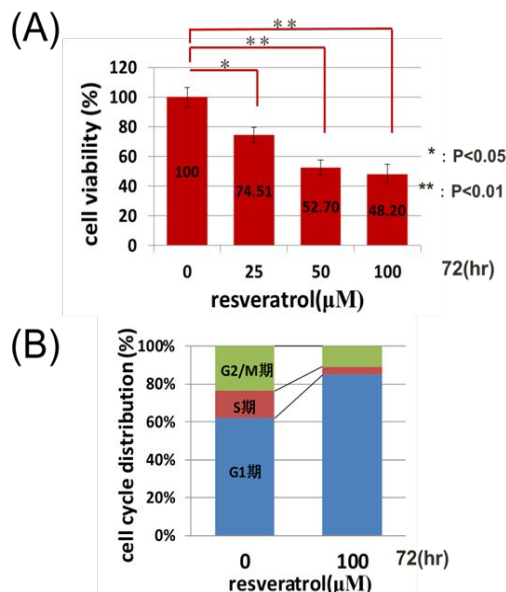 (A)
**
**
*
cell viability (%)
120
100
80
60
40
20
0
100
74.51
52.70
48.20
* : P<0.05
** : P<0.01
0 25 50 100 72(hr)
resveratrol(μM)
(B)
cell cycle distribution (%)
100%
80%
60%
40%
20%
0%
G2/M期
S期
G1期
0 100 72(hr)
resveratrol(μM)